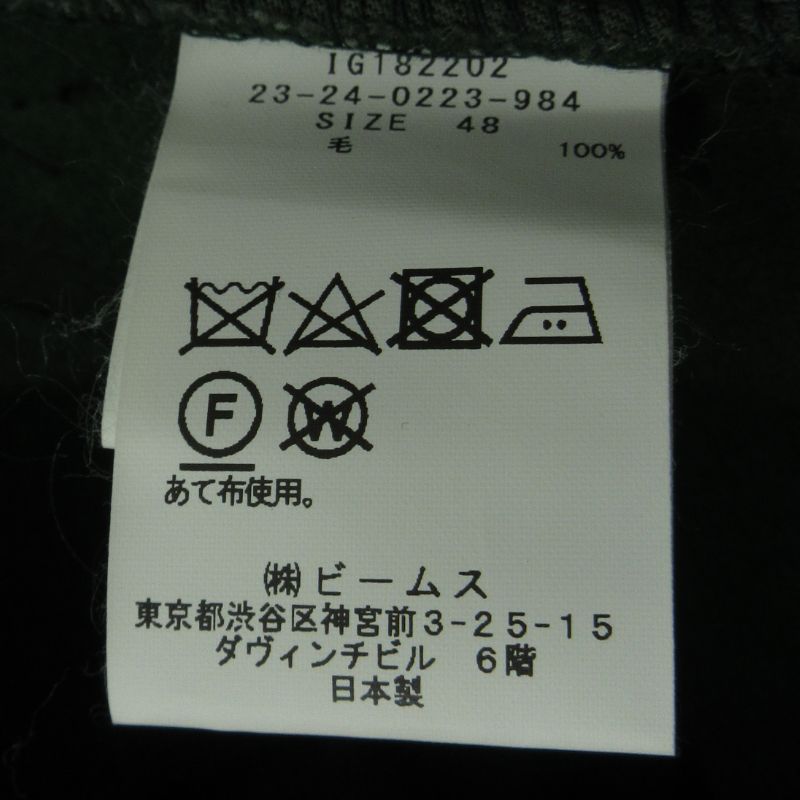 IG182202
23-24-0223-984
SIZE 48
毛 100%
F W
あて布使用。
㈱ビームス
東京都渋谷区神宮前3-25-15
ダヴィンチビル 6階
日本製